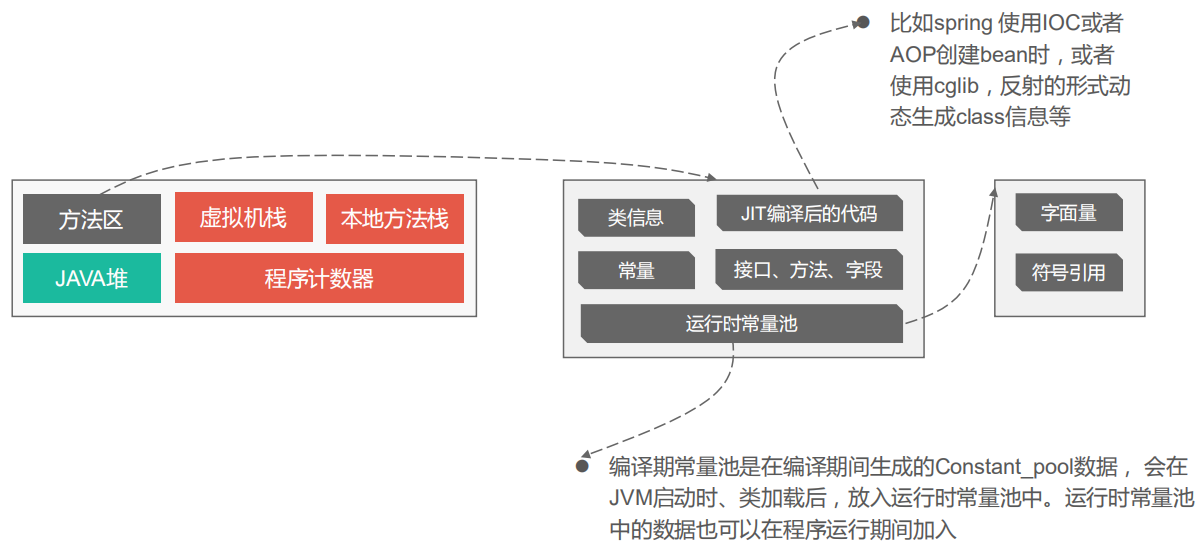 比如spring 使用IOC或者
AOP创建bean时，或者
使用cglib，反射的形式动
态生成class信息等
方法区
虚拟机栈
本地方法栈
JAVA堆
程序计数器
类信息
JIT编译后的代码
常量
接口、方法、字段
运行时常量池
字面量
符号引用
编译期常量池是在编译期间生成的Constant_pool数据， 会在
JVM启动时、类加载后，放入运行时常量池中。运行时常量池
中的数据也可以在程序运行期间加入